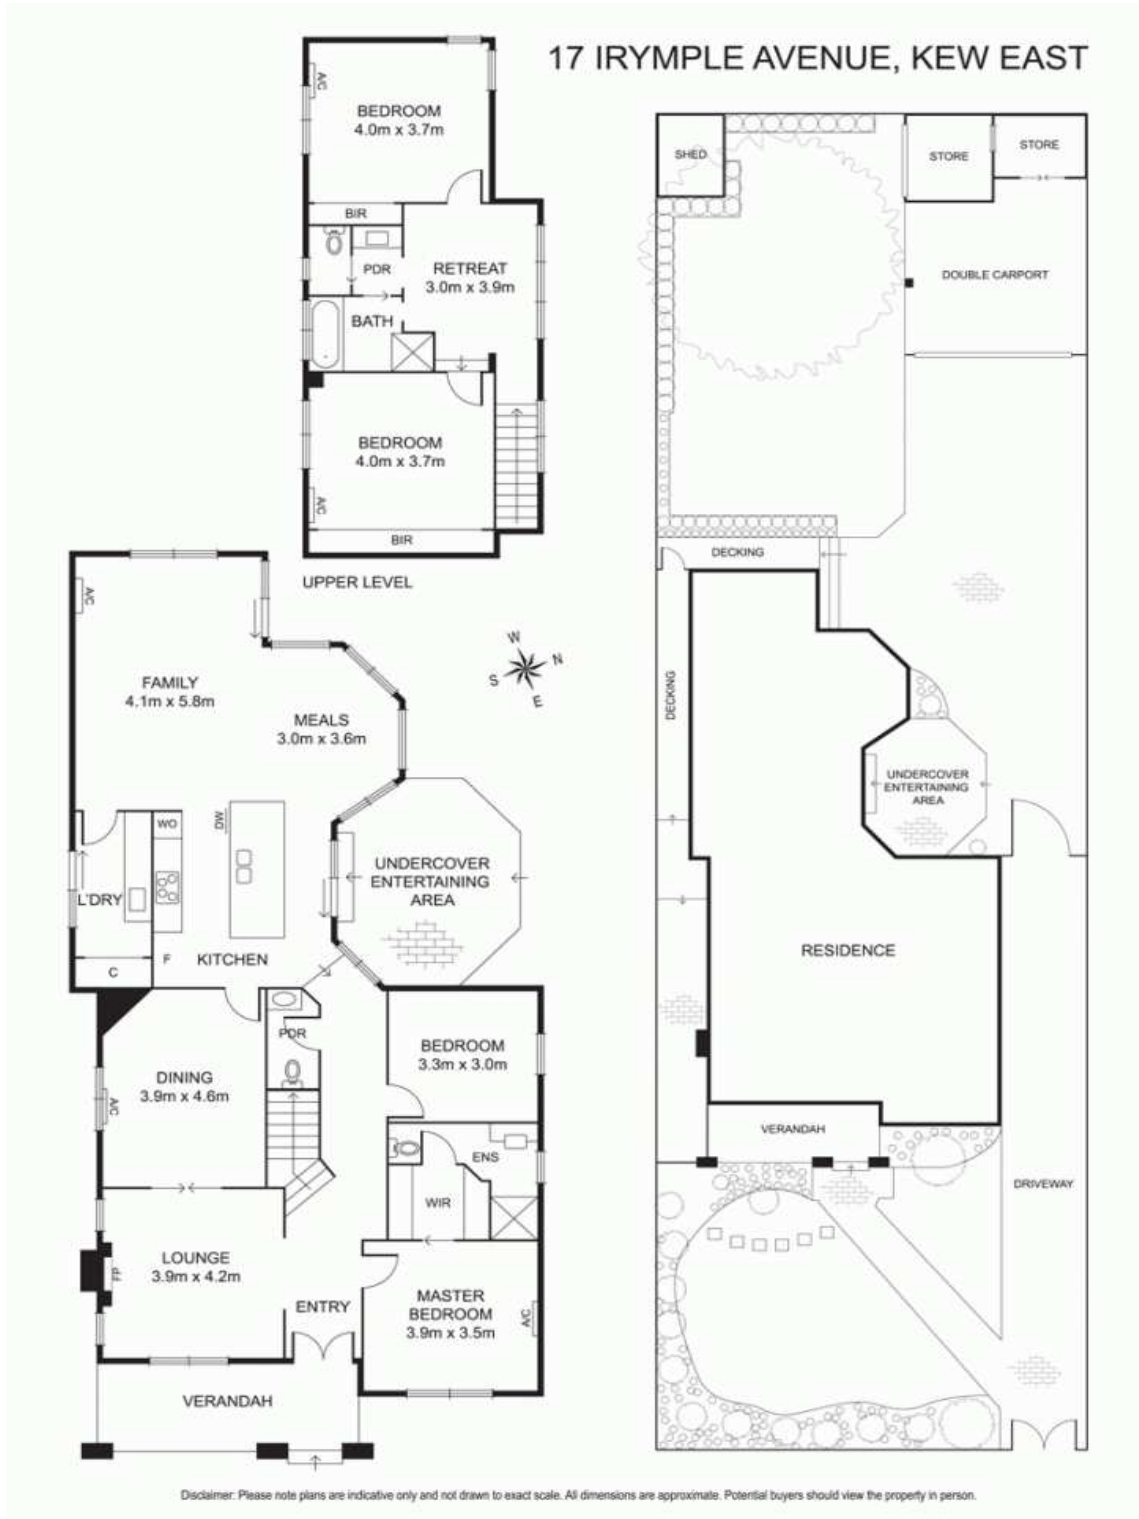 17 IRYMPLE AVENUE, KEW EAST
A/C
BEDROOM
4.0m x 3.7m
BIR
PDR
RETREAT
3.0m x 3.9m
BATH
BEDROOM
4.0m x 3.7m
A/C
BIR
UPPER LEVEL
A/C
FAMILY
4.1m x 5.8m
MEALS
3.0m x 3.6m
W
N
S
E
WO
DW
L'DRY
UNDERCOVER
ENTERTAINING
AREA
F
KITCHEN
C
PDR
BEDROOM
3.3m x 3.0m
DINING
3.9m x 4.6m
A/C
ENS
WIR
LOUNGE
3.9m x 4.2m
FP
ENTRY
MASTER
BEDROOM
3.9m x 3.5m
A/C
VERANDAH
SHED
STORE
STORE
DOUBLE CARPORT
DECKING
DECKING
UNDERCOVER
ENTERTAINING
AREA
RESIDENCE
VERANDAH
DRIVEWAY
Disclaimer: Please note plans are indicative only and not drawn to exact scale. All dimensions are approximate. Potential buyers should view the property in person.